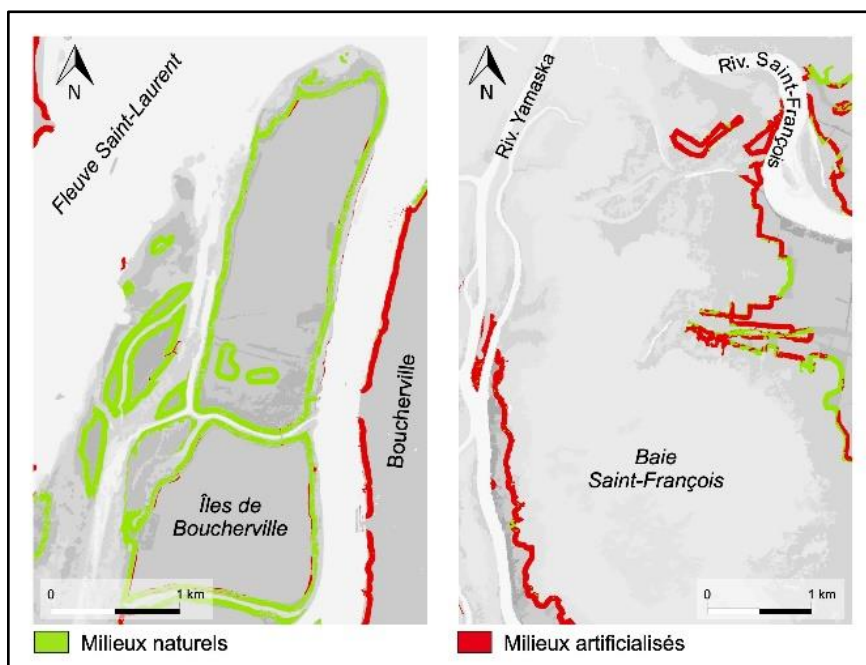 N
Fleuve Saint-Laurent
Boucherville
Îles de
Boucherville
0
1 km
N
Riv. Yamaska
Riv. Saint-François
Baie
Saint-François
0
1 km
Milieux naturels
Milieux artificialisés